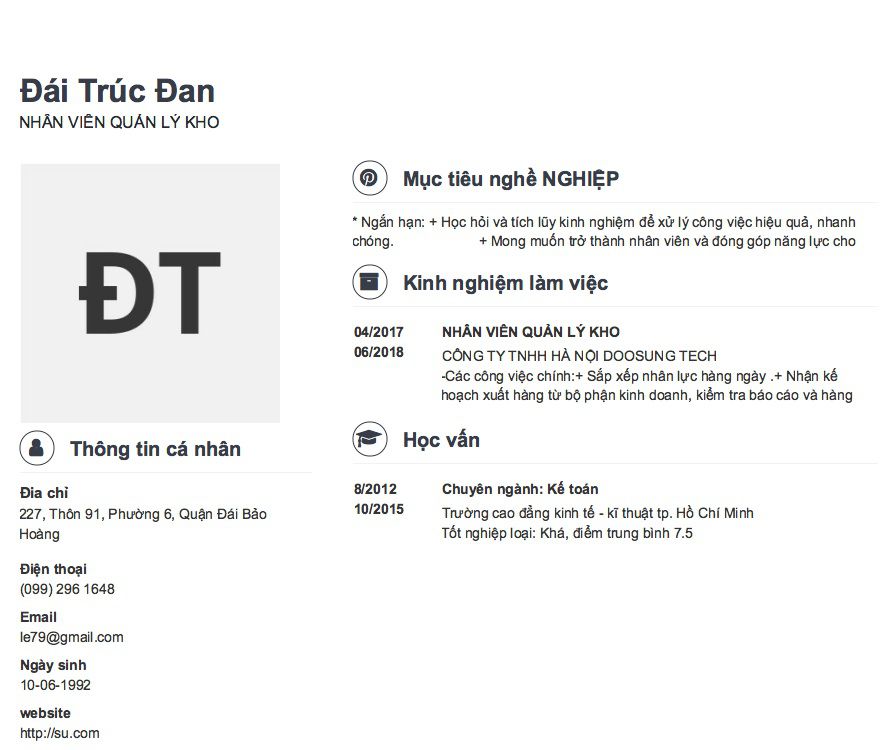 Đái Trúc Đan
NHÂN VIÊN QUẢN LÝ KHO
ĐT
Thông tin cá nhân
Đia chỉ
227, Thôn 91, Phường 6, Quận Đái Bảo
Hoàng
Điện thoại
(099) 296 1648
Email
le79@gmail.com
Ngày sinh
10-06-1992
website
http://su.com
Mục tiêu nghề NGHIỆP
* Ngắn hạn: + Học hỏi và tích lũy kinh nghiệm để xử lý công việc hiệu quả, nhanh
chóng. + Mong muốn trở thành nhân viên và đóng góp năng lực cho
Kinh nghiệm làm việc
04/2017
06/2018
NHÂN VIÊN QUẢN LÝ KHO
CÔNG TY TNHH HÀ NỘI DOOSUNG TECH
-Các công việc chính:+ Sắp xếp nhân lực hàng ngày .+ Nhận kế
hoạch xuất hàng từ bộ phận kinh doanh, kiểm tra báo cáo và hàng
Học vấn
8/2012
10/2015
Chuyên ngành: Kế toán
Trường cao đẳng kinh tế - kĩ thuật tp. Hồ Chí Minh
Tốt nghiệp loại: Khá, điểm trung bình 7.5